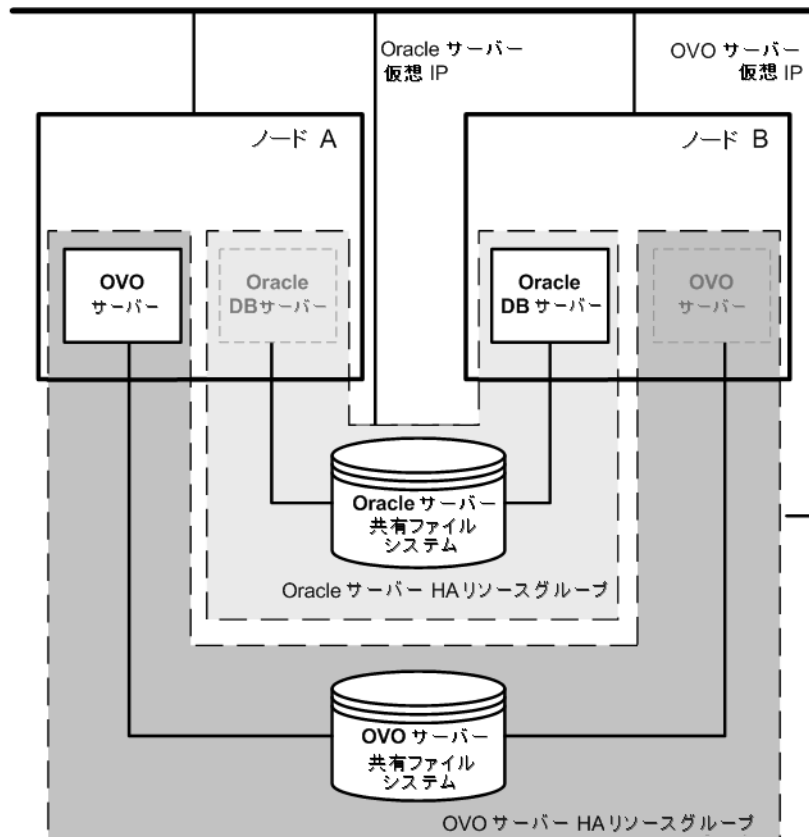 Oracle サーバー
仮想 IP
OVO サーバー
仮想 IP
ノード A
ノード B
OVO
サーバー
Oracle
DBサーバー
Oracle
DB サーバー
OVO
サーバー
Oracle サーバー
共有ファイル
システム
Oracle サーバー HAリソースグループ
OVO サーバー
共有ファイル
システム
OVO サーバー HAリソースグループ